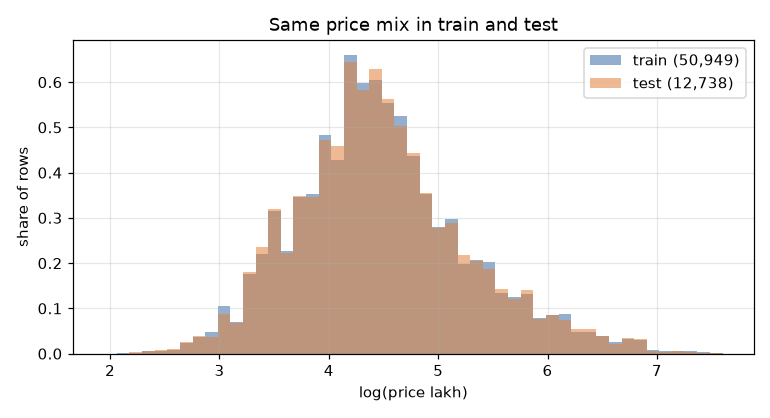 Same price mix in train and test
train (50,949)
test (12,738)
share of rows
0.6
0.5
0.4
0.3
0.2
0.1
0.0
2 3 4 5 6 7
log(price lakh)